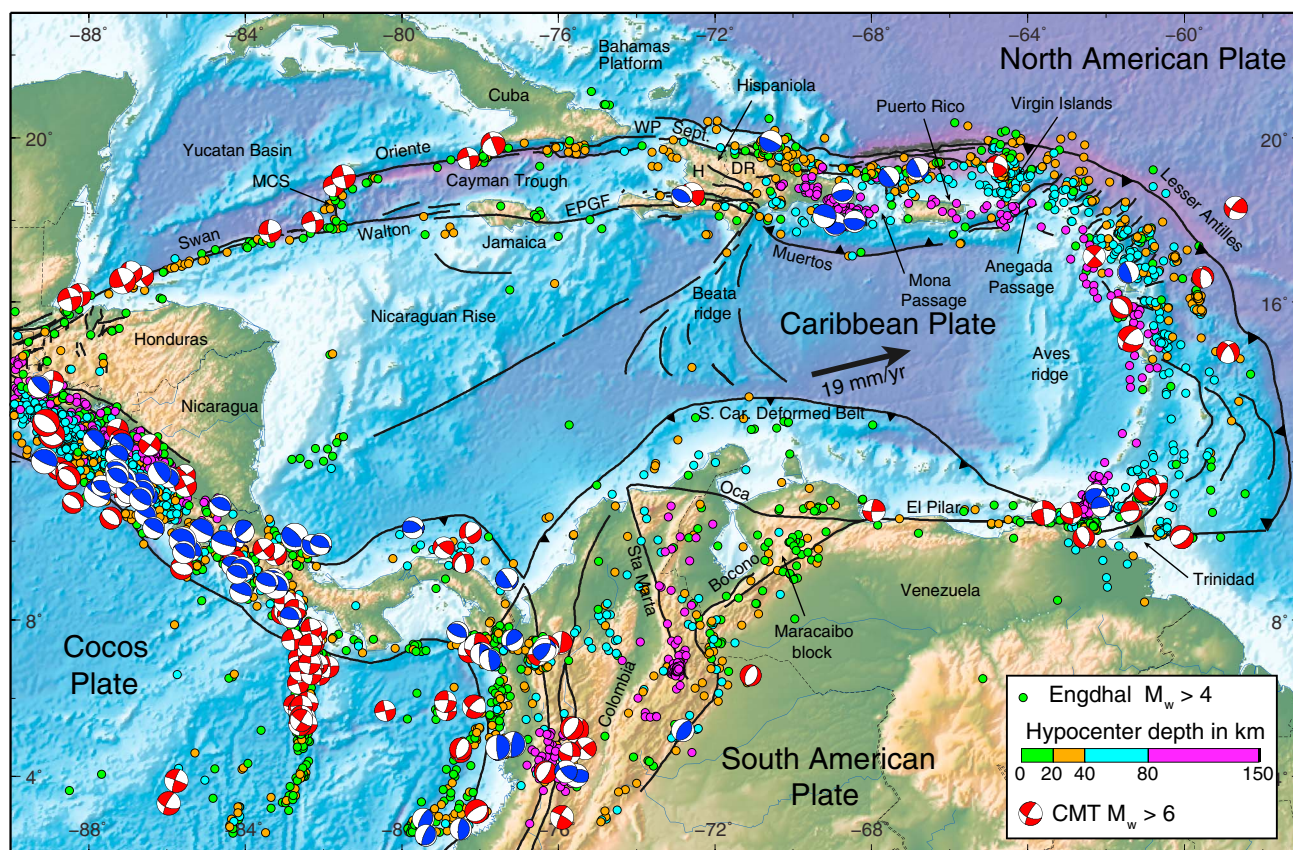 −88
−84
−80
−76
−72
−68
−64
−60
North American Plate
Bahamas
Platform
Hispaniola
Cuba
Puerto Rico
Virgin Islands
20
WP
Sept.
20
Yucatan Basin
Oriente
H
DR
MCS
Cayman Trough
Lesser Antilles
EPGF
Swan
Walton
Jamaica
Muertos
Mona
Passage
Anegada
Passage
16
Beata
ridge
16
Nicaraguan Rise
Honduras
Caribbean Plate
Aves
ridge
19 mm/yr
Nicaragua
S. Car. Deformed Belt
Oca
El Pilar
Sta Marta
Bocono
Venezuela
Trinidad
8
Maracaibo
block
8
Cocos
Plate
Colombia
South American
Plate
4
Engdhal Mw > 4
Hypocenter depth in km
0 20 40 80 150
CMT Mw > 6
−88
−84
−80
−76
−72
−68